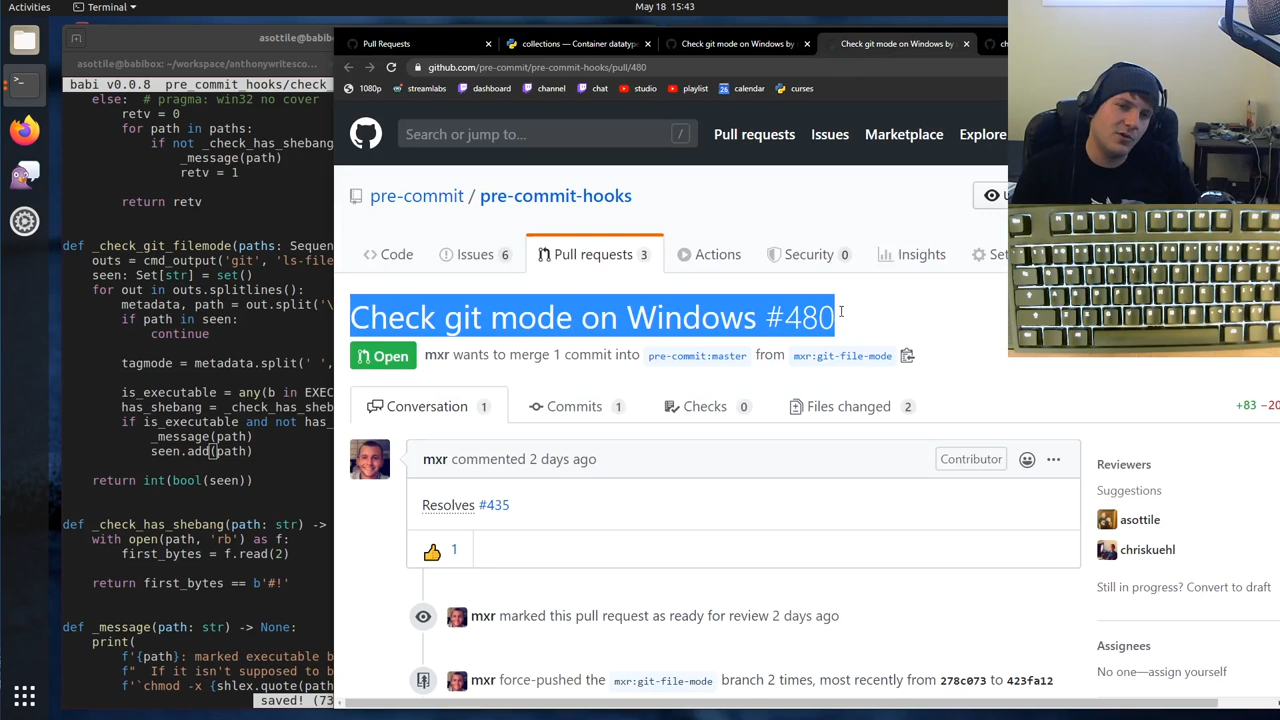 Activities
Terminal
May 18 15:43
asottile@babib
asottile@babibox: ~/workspace/anthonywritesco...
babi v0.0.8 pre_commit_hooks/check
else: # pragma: win32 no cover
retv = 0
for path in paths:
if not _check_has_shebang
_message(path)
retv = 1
return retv
def _check_git_filemode(paths: Sequen
outs = cmd_output('git', 'ls-file
seen: Set[str] = set()
for out in outs.splitlines():
metadata, path = out.split('\
if path in seen:
continue
tagmode = metadata.split(' ',
is_executable = any(b in EXEC
has_shebang = _check_has_sheb
if is_executable and not has_
_message(path)
seen.add(path)
return int(bool(seen))
def _check_has_shebang(path: str) ->
with open(path, 'rb') as f:
first_bytes = f.read(2)
return first_bytes == b'#!'
def _message(path: str) -> None:
print(
f'{path}: marked executable b
f" If it isn't supposed to b
f'`chmod -x {shlex.quote(path
saved! (73
Pull Requests
collections — Container datatyp
Check git mode on Windows by
Check git mode on Windows by
ch
github.com/pre-commit/pre-commit-hooks/pull/480
1080p
streamlabs
dashboard
channel
chat
studio
playlist
calendar
curses
Search or jump to...
/
Pull requests
Issues
Marketplace
Explore
pre-commit / pre-commit-hooks
U
Code
Issues 6
Pull requests 3
Actions
Security 0
Insights
Set
Check git mode on Windows #480
Open
mxr wants to merge 1 commit into pre-commit:master from mxr:git-file-mode
Conversation 1
Commits 1
Checks 0
Files changed 2
+83 −20
mxr commented 2 days ago
Contributor
Resolves #435
1
mxr marked this pull request as ready for review 2 days ago
mxr force-pushed the mxr:git-file-mode branch 2 times, most recently from 278c073 to 423fa12
Reviewers
Suggestions
asottile
chriskuehl
Still in progress? Convert to draft
Assignees
No one—assign yourself